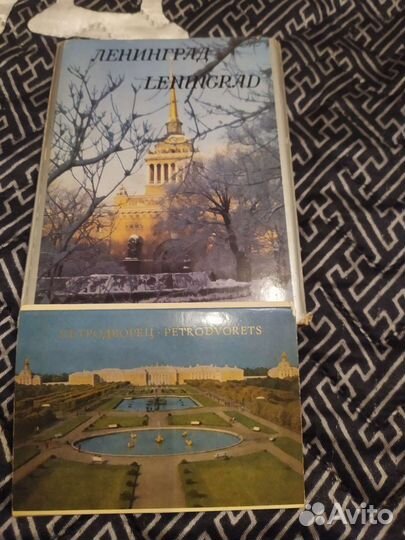 ЛЕНИНГРАД
LENINGRAD
ПЕТРОДВОРЕЦ · PETRODVORETS
Avito